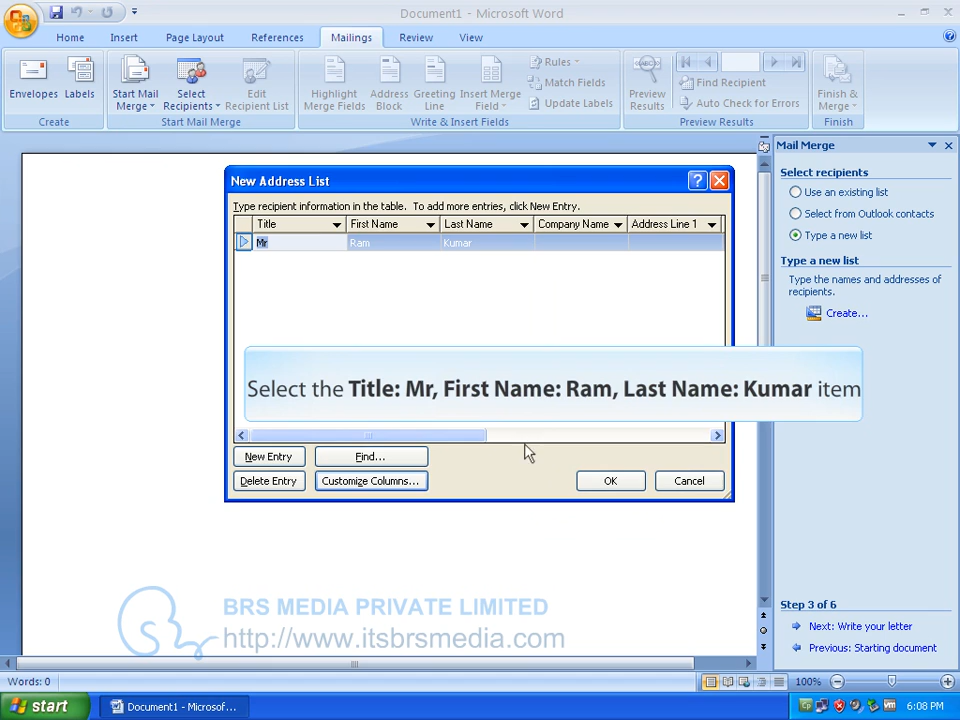 Document1 - Microsoft Word
Home Insert Page Layout References Mailings Review View
Envelopes
Labels
Create
Start Mail Merge
Select Recipients
Edit Recipient List
Start Mail Merge
Highlight Merge Fields
Address Block
Greeting Line
Insert Merge Field
Rules
Match Fields
Update Labels
Write & Insert Fields
ABC
Preview Results
Find Recipient
Auto Check for Errors
Preview Results
Finish & Merge
Finish
New Address List
Type recipient information in the table. To add more entries, click New Entry.
Title First Name Last Name Company Name Address Line 1
Mr Ram Kumar
Select the Title: Mr, First Name: Ram, Last Name: Kumar item
New Entry Find...
Delete Entry Customize Columns... OK Cancel
Mail Merge
Select recipients
Use an existing list
Select from Outlook contacts
Type a new list
Type a new list
Type the names and addresses of
recipients.
Create...
Step 3 of 6
Next: Write your letter
Previous: Starting document
BRS MEDIA PRIVATE LIMITED
http://www.itsbrsmedia.com
Words: 0 100%
start Document1 - Microsof... 6:08 PM